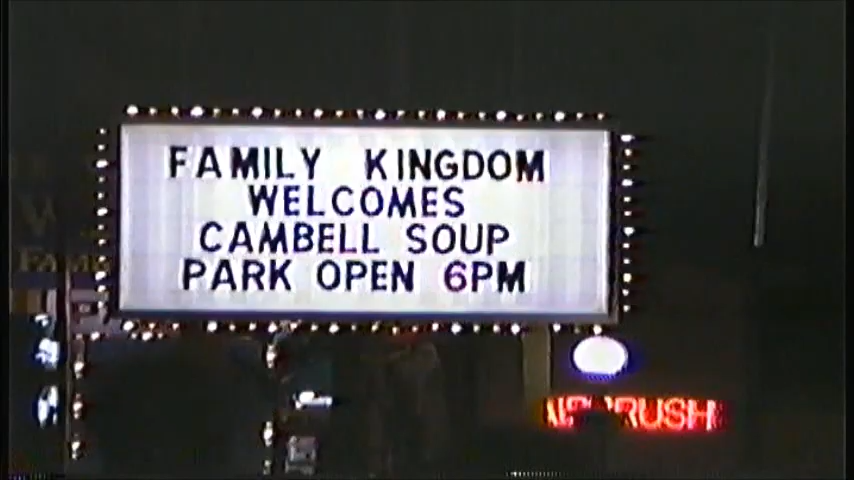 FAMILY KINGDOM
WELCOMES
CAMBELL SOUP
PARK OPEN 6PM